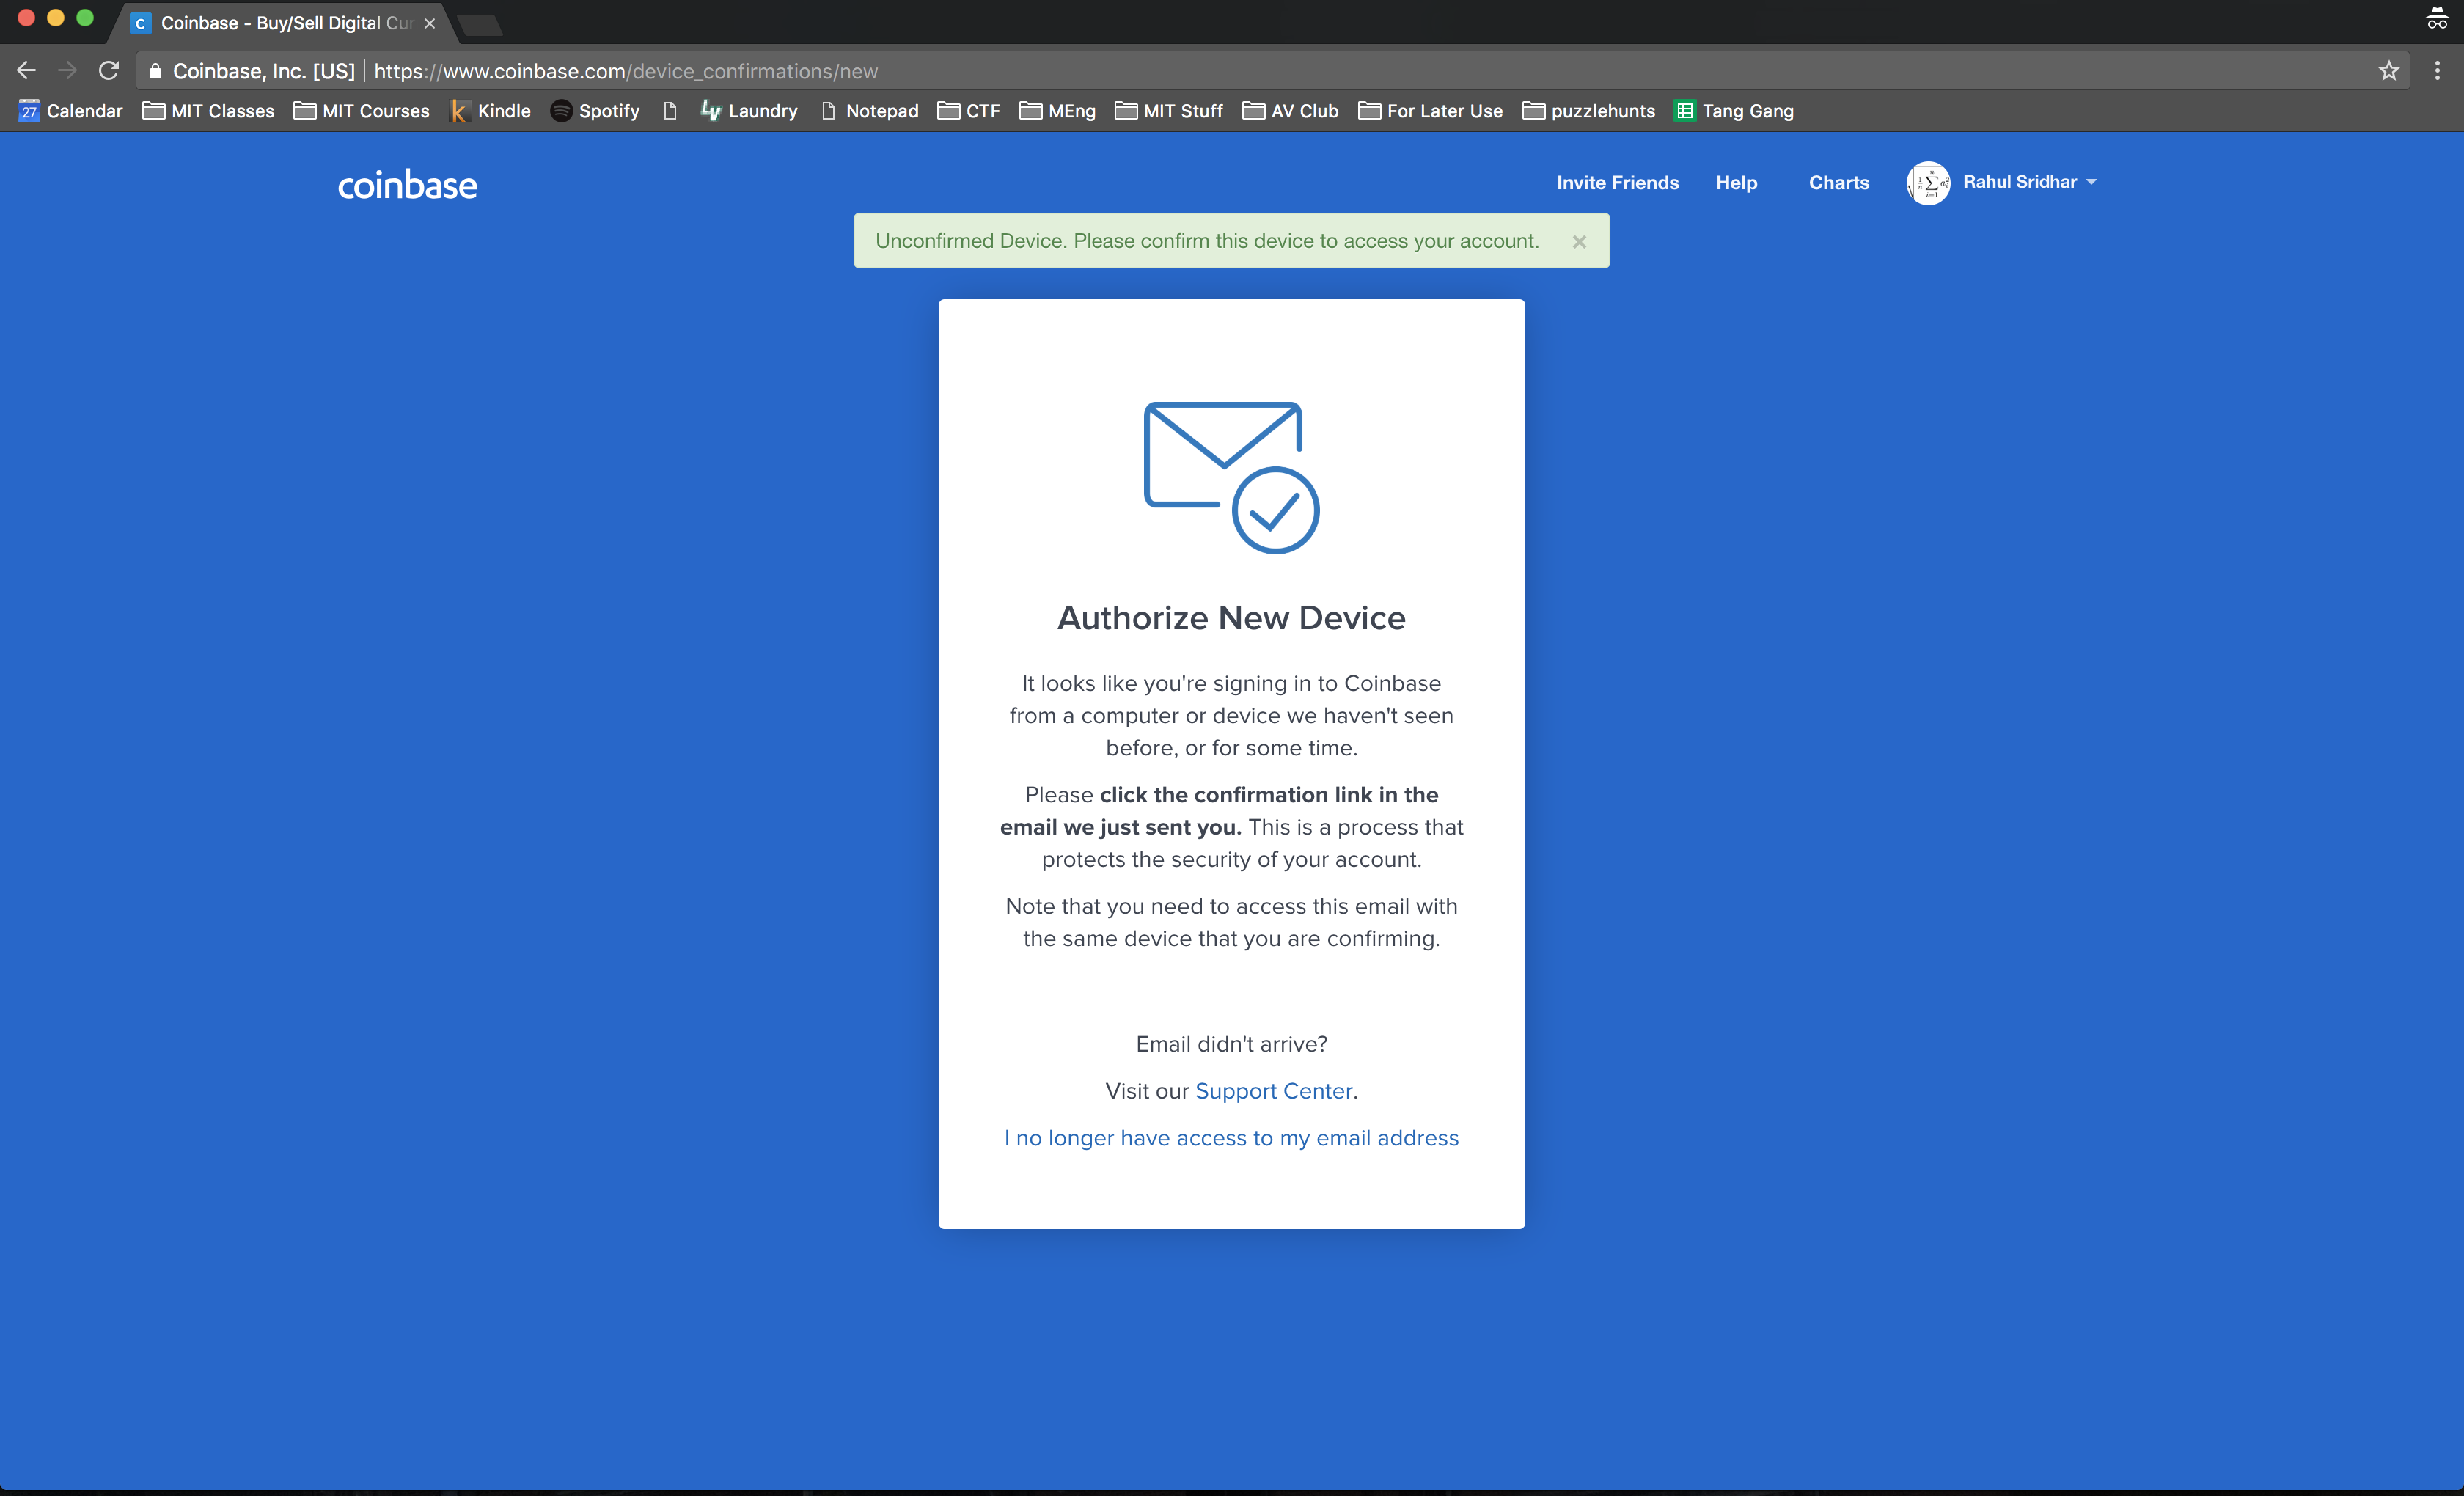 Coinbase - Buy/Sell Digital Cur
Coinbase, Inc. [US] https://www.coinbase.com/device_confirmations/new
27 Calendar MIT Classes MIT Courses Kindle Spotify Laundry Notepad CTF MEng MIT Stuff AV Club For Later Use puzzlehunts Tang Gang
coinbase
Invite Friends Help Charts Rahul Sridhar
Unconfirmed Device. Please confirm this device to access your account. ×
Authorize New Device
It looks like you're signing in to Coinbase
from a computer or device we haven't seen
before, or for some time.
Please click the confirmation link in the
email we just sent you. This is a process that
protects the security of your account.
Note that you need to access this email with
the same device that you are confirming.
Email didn't arrive?
Visit our Support Center.
I no longer have access to my email address